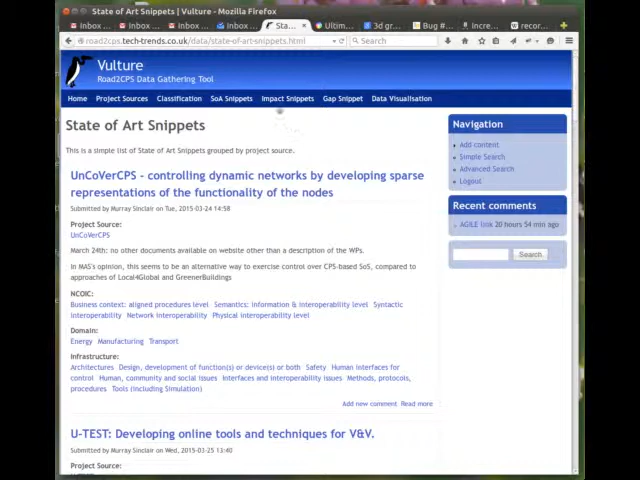 State of Art Snippets | Vulture - Mozilla Firefox
Inbox ... Inbox ... Inbox ... Inbox ... Sta... × Ultim... 3d gr... Bug #... Incre... recor...
road2cps.tech-trends.co.uk/data/state-of-art-snippets.html Search
Vulture
Road2CPS Data Gathering Tool
Home Project Sources Classification SoA Snippets Impact Snippets Gap Snippet Data Visualisation
State of Art Snippets
This is a simple list of State of Art Snippets grouped by project source.
UnCoVerCPS - controlling dynamic networks by developing sparse
representations of the functionality of the nodes
Submitted by Murray Sinclair on Tue, 2015-03-24 14:58
Project Source:
UnCoVerCPS
March 24th: no other documents available on website other than a description of the WPs.
In MAS's opinion, this seems to be an alternative way to exercise control over CPS-based SoS, compared to
approaches of Local4Global and GreenerBuildings
NCOIC:
Business context: aligned procedures level Semantics: information & interoperability level Syntactic
interoperability Network interoperability Physical interoperability level
Domain:
Energy Manufacturing Transport
Infrastructure:
Architectures Design, development of function(s) or device(s) or both Safety Human interfaces for
control Human, community and social issues Interfaces and interoperability issues Methods, protocols,
procedures Tools (including Simulation)
Add new comment Read more
U-TEST: Developing online tools and techniques for V&V.
Submitted by Murray Sinclair on Wed, 2015-03-25 13:40
Project Source:
Navigation
Add content
Simple Search
Advanced Search
Logout
Recent comments
AGILE 20 hours 54 min ago
Search